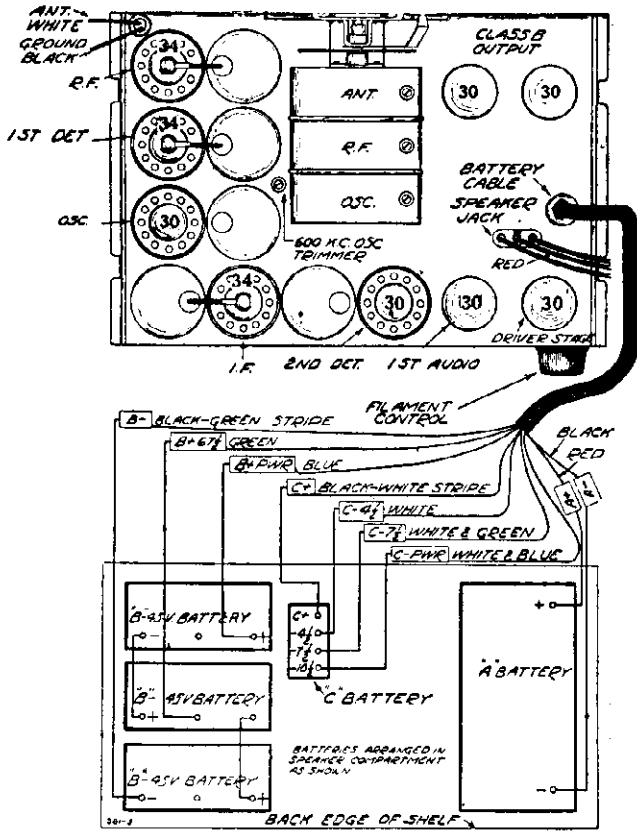 ANT.
WHITE
GROUND
BLACK
R.F.
34
CLASS B
OUTPUT
ANT.
30
30
1ST DET
34
R.F.
BATTERY
CABLE
SPEAKER
JACK
OSC.
30
OSC.
600 K.C. OSC
TRIMMER
RED
34
30
30
30
DRIVER STAGE
I.F.
2ND DET.
1ST AUDIO
FILAMENT
CONTROL
B- BLACK-GREEN STRIPE
B+67½ GREEN
B+PWR BLUE
C+ BLACK-WHITE STRIPE
C-4½ WHITE
C-7½ WHITE & GREEN
C-PWR WHITE & BLUE
BLACK
RED
A+
A-
"B"-45V BATTERY
- +
"B"-45V BATTERY
+ -
"B"-45V BATTERY
- +
C+
-4½
-7½
-10½
"C" BATTERY
BATTERIES ARRANGED IN
SPEAKER COMPARTMENT
AS SHOWN
+
"A" BATTERY
-
BACK EDGE OF SHELF